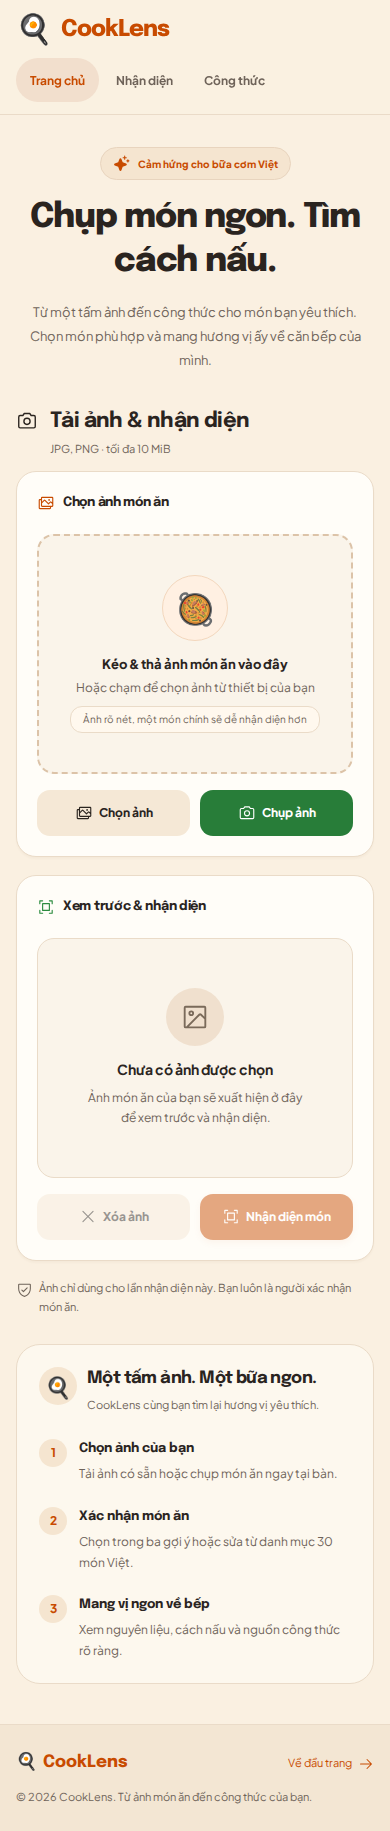 CookLens
Trang chủ
Nhận diện
Công thức
Cảm hứng cho bữa cơm Việt
Chụp món ngon. Tìm
cách nấu.
Từ một tấm ảnh đến công thức cho món bạn yêu thích.
Chọn món phù hợp và mang hương vị ấy về căn bếp của
mình.
Tải ảnh & nhận diện
JPG, PNG · tối đa 10 MiB
Chọn ảnh món ăn
Kéo & thả ảnh món ăn vào đây
Hoặc chạm để chọn ảnh từ thiết bị của bạn
Ảnh rõ nét, một món chính sẽ dễ nhận diện hơn
Chọn ảnh
Chụp ảnh
Xem trước & nhận diện
Chưa có ảnh được chọn
Ảnh món ăn của bạn sẽ xuất hiện ở đây
để xem trước và nhận diện.
Xóa ảnh
Nhận diện món
Ảnh chỉ dùng cho lần nhận diện này. Bạn luôn là người xác nhận
món ăn.
Một tấm ảnh. Một bữa ngon.
CookLens cùng bạn tìm lại hương vị yêu thích.
1
Chọn ảnh của bạn
Tải ảnh có sẵn hoặc chụp món ăn ngay tại bàn.
2
Xác nhận món ăn
Chọn trong ba gợi ý hoặc sửa từ danh mục 30
món Việt.
3
Mang vị ngon về bếp
Xem nguyên liệu, cách nấu và nguồn công thức
rõ ràng.
CookLens
Về đầu trang
© 2026 CookLens. Từ ảnh món ăn đến công thức của bạn.